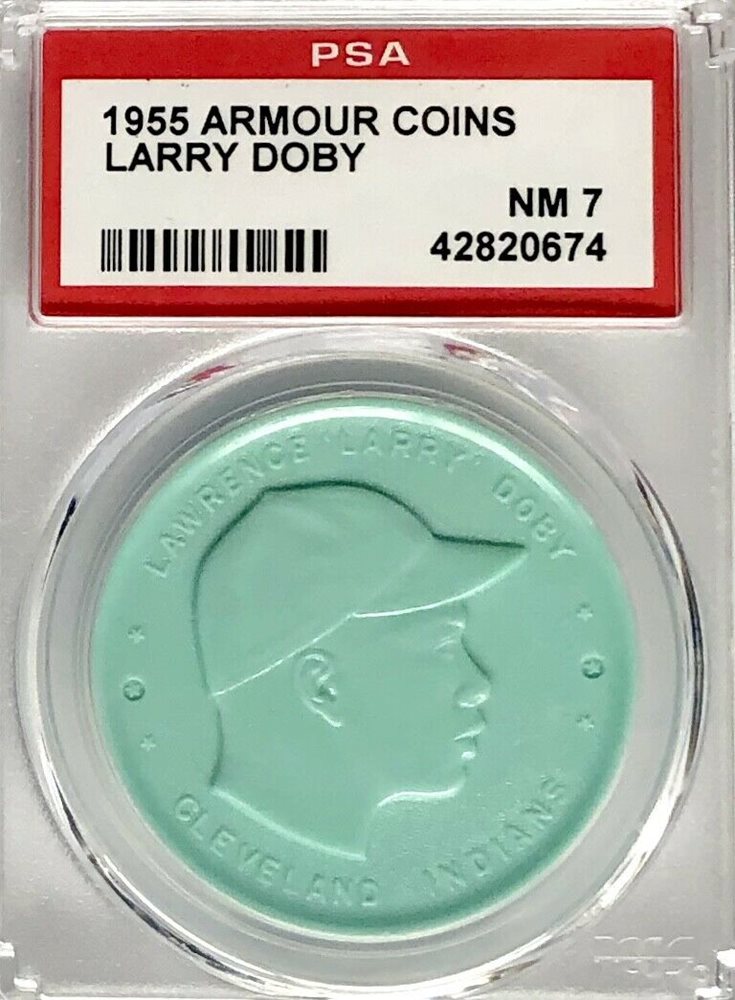 PSA
1955 ARMOUR COINS
LARRY DOBY
NM 7
42820674
LAWRENCE "LARRY" DOBY
CLEVELAND INDIANS